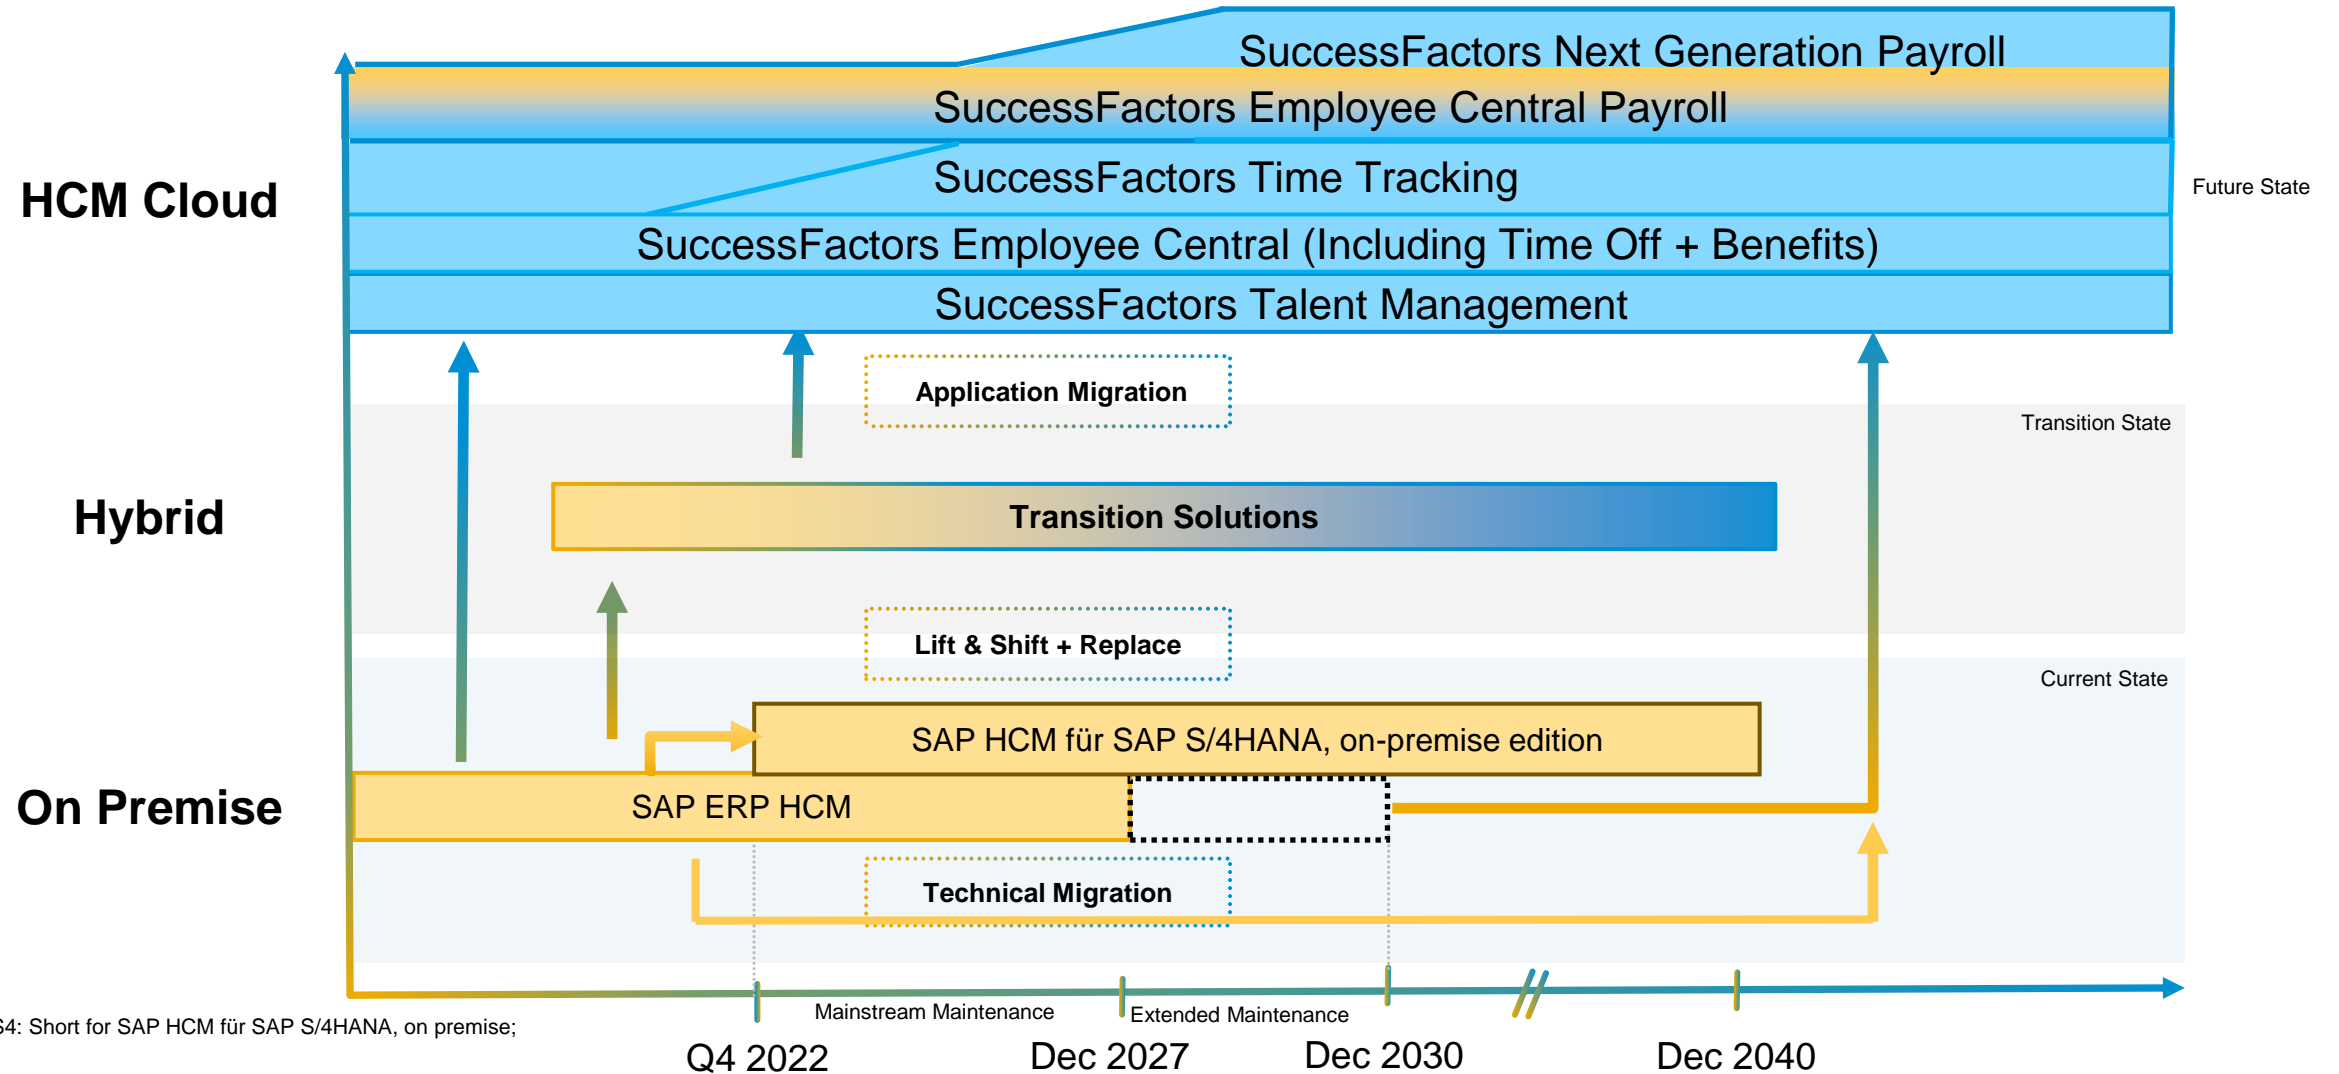 SuccessFactors Next Generation Payroll
SuccessFactors Employee Central Payroll
HCM Cloud
SuccessFactors Time Tracking
Future State
SuccessFactors Employee Central (Including Time Off + Benefits)
SuccessFactors Talent Management
Application Migration
Transition State
Hybrid
Transition Solutions
Lift & Shift + Replace
Current State
SAP HCM für SAP S/4HANA, on-premise edition
On Premise
SAP ERP HCM
Technical Migration
Mainstream Maintenance
Extended Maintenance
S4: Short for SAP HCM für SAP S/4HANA, on premise;
Q4 2022
Dec 2027
Dec 2030
Dec 2040